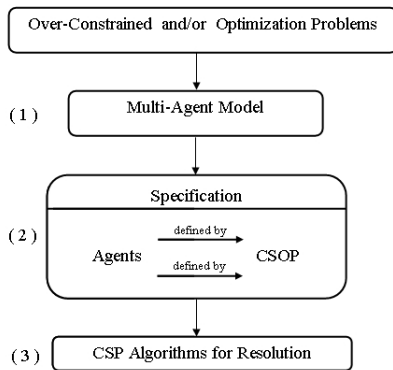 Over-Constrained and/or Optimization Problems
(1) Multi-Agent Model
Specification
defined by
(2) Agents CSOP
defined by
(3) CSP Algorithms for Resolution